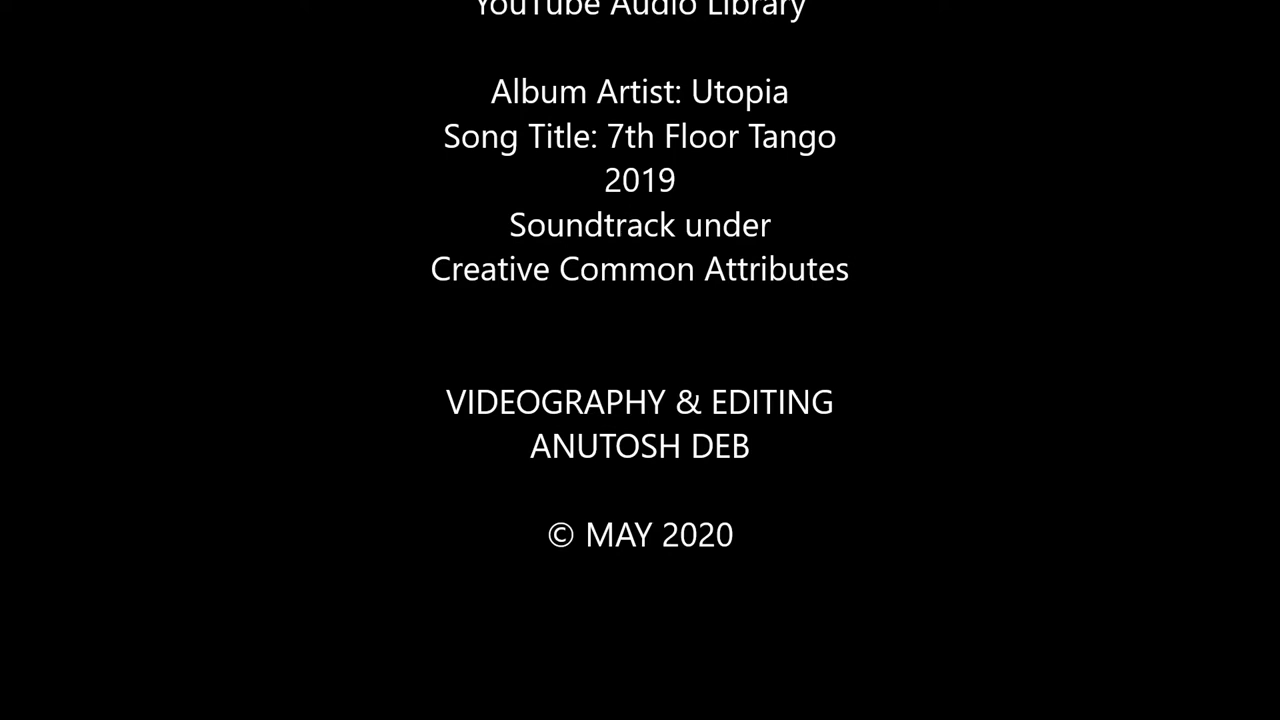 YouTube Audio Library
Album Artist: Utopia
Song Title: 7th Floor Tango
2019
Soundtrack under
Creative Common Attributes
VIDEOGRAPHY & EDITING
ANUTOSH DEB
© MAY 2020